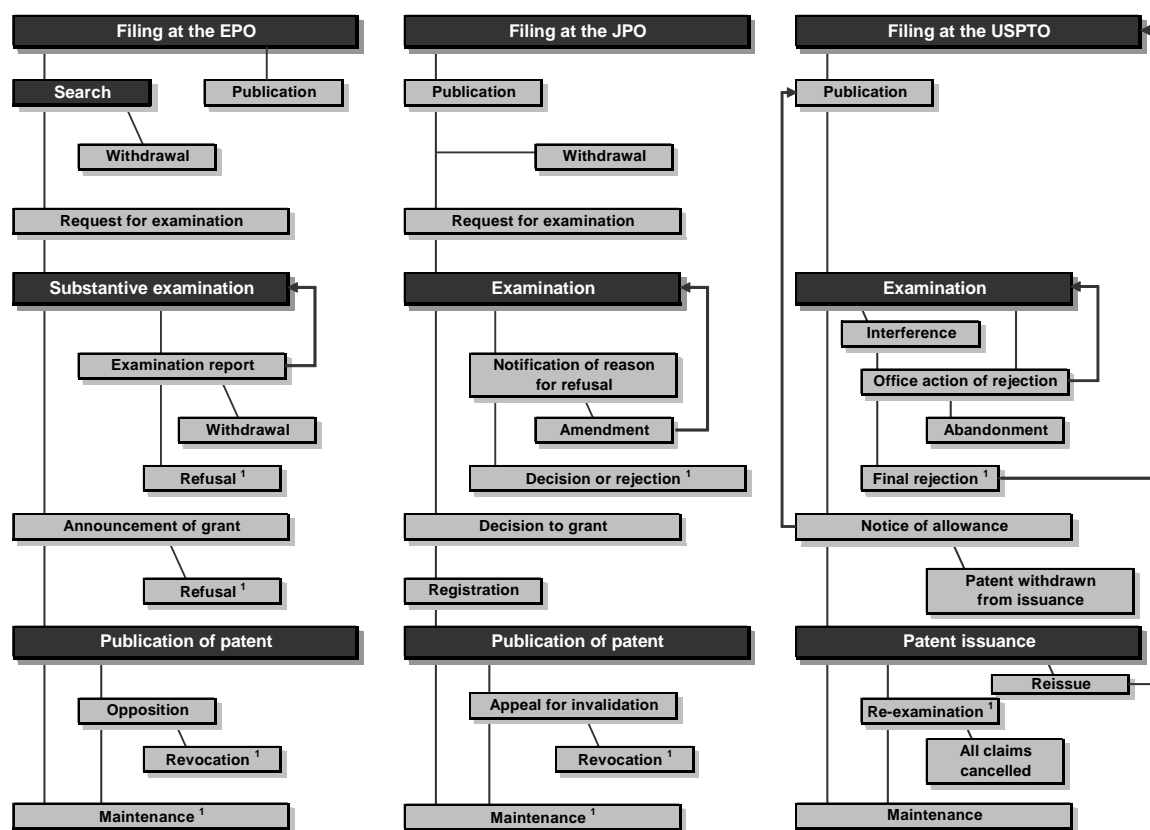 Filing at the EPO
Search
Publication
Withdrawal
Request for examination
Substantive examination
Examination report
Withdrawal
Refusal 1
Announcement of grant
Refusal 1
Publication of patent
Opposition
Revocation 1
Maintenance 1
Filing at the JPO
Publication
Withdrawal
Request for examination
Examination
Notification of reason
for refusal
Amendment
Decision or rejection 1
Decision to grant
Registration
Publication of patent
Appeal for invalidation
Revocation 1
Maintenance 1
Filing at the USPTO
Publication
Examination
Interference
Office action of rejection
Abandonment
Final rejection 1
Notice of allowance
Patent withdrawn
from issuance
Patent issuance
Reissue
Re-examination 1
All claims
cancelled
Maintenance